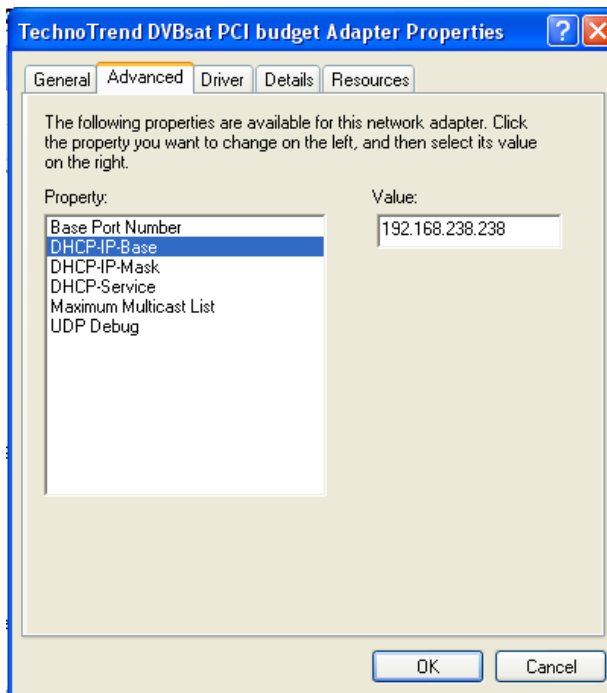 TechnoTrend DVBsat PCI budget Adapter Properties
General Advanced Driver Details Resources
The following properties are available for this network adapter. Click
the property you want to change on the left, and then select its value
on the right.
Property: Value:
Base Port Number 192.168.238.238
DHCP-IP-Base
DHCP-IP-Mask
DHCP-Service
Maximum Multicast List
UDP Debug
OK Cancel